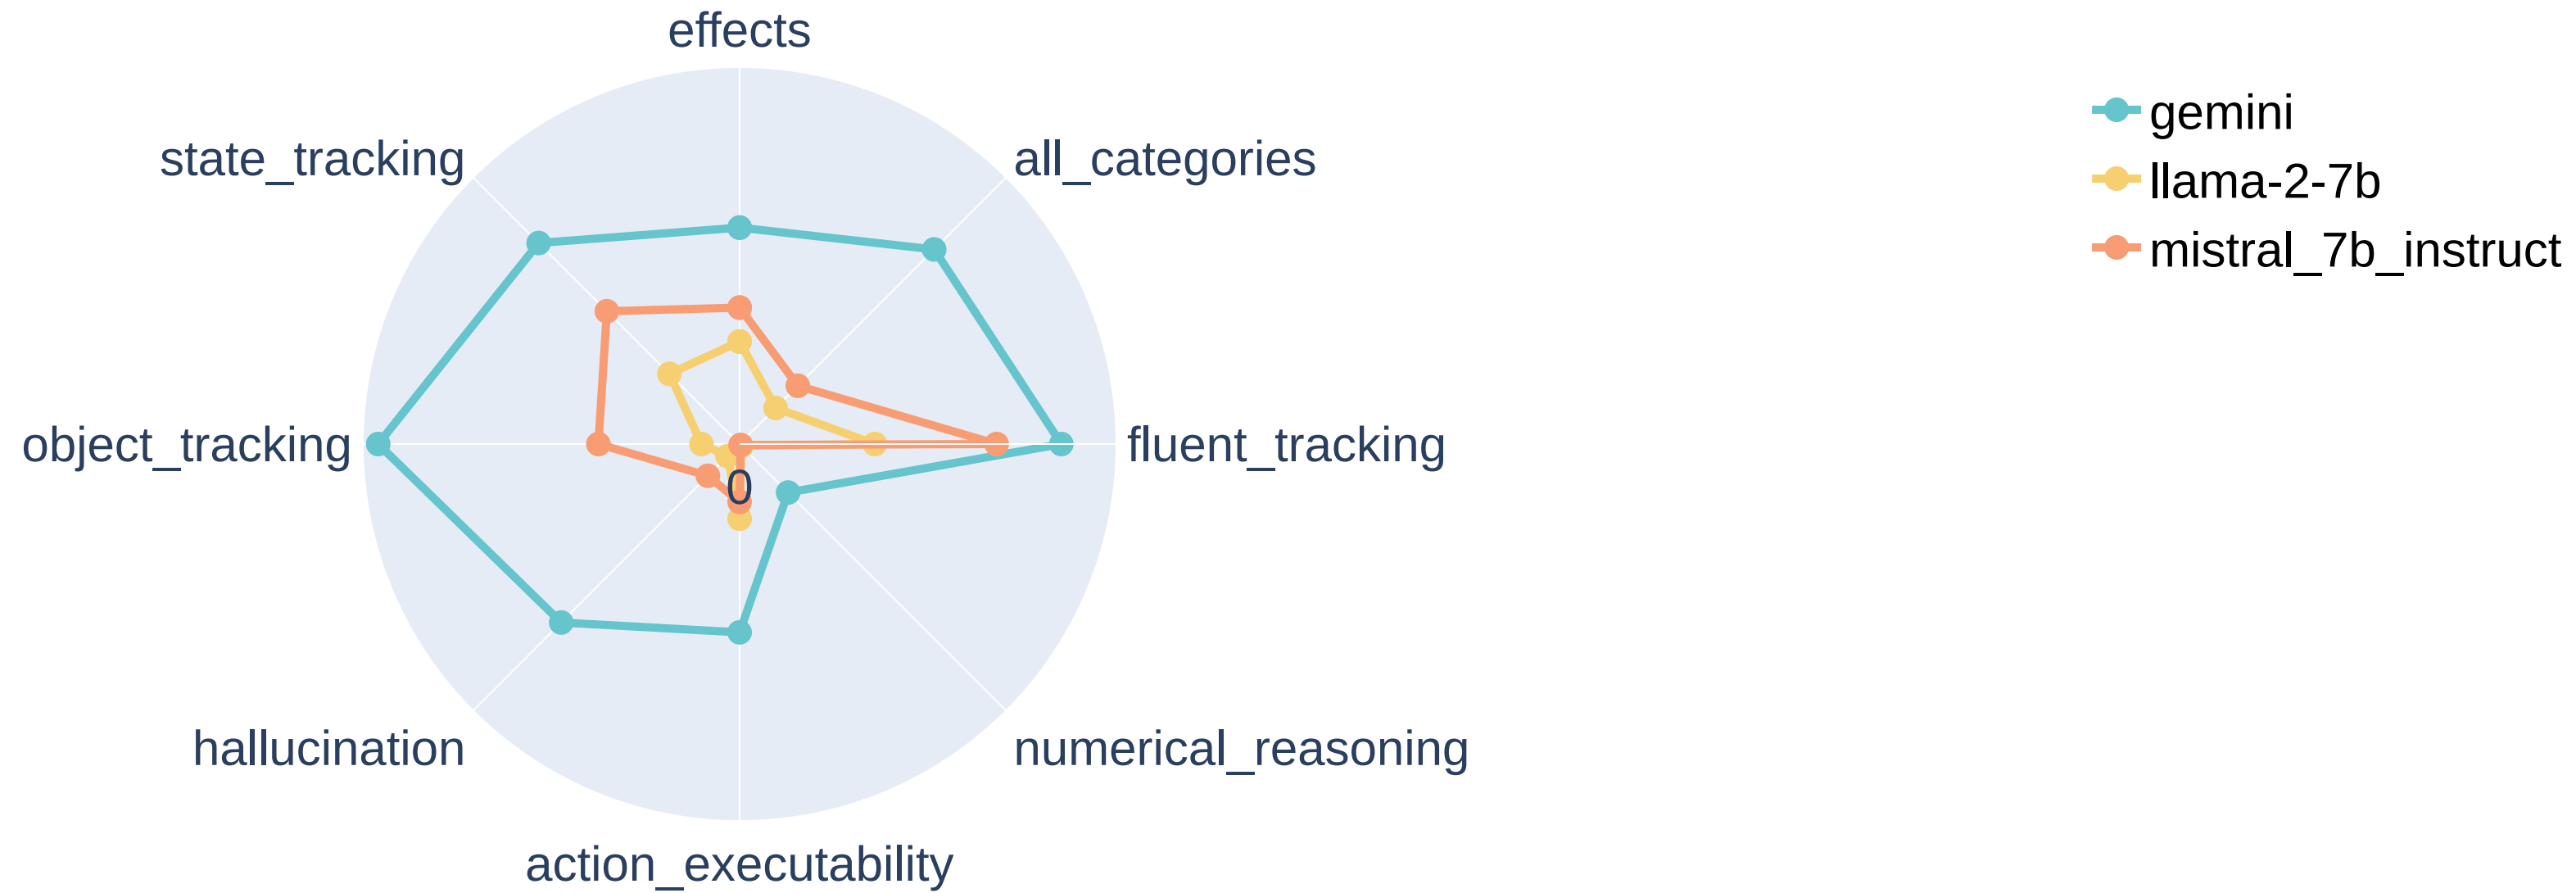 effects
state_tracking
all_categories
object_tracking
fluent_tracking
0
hallucination
numerical_reasoning
action_executability
gemini
llama-2-7b
mistral_7b_instruct